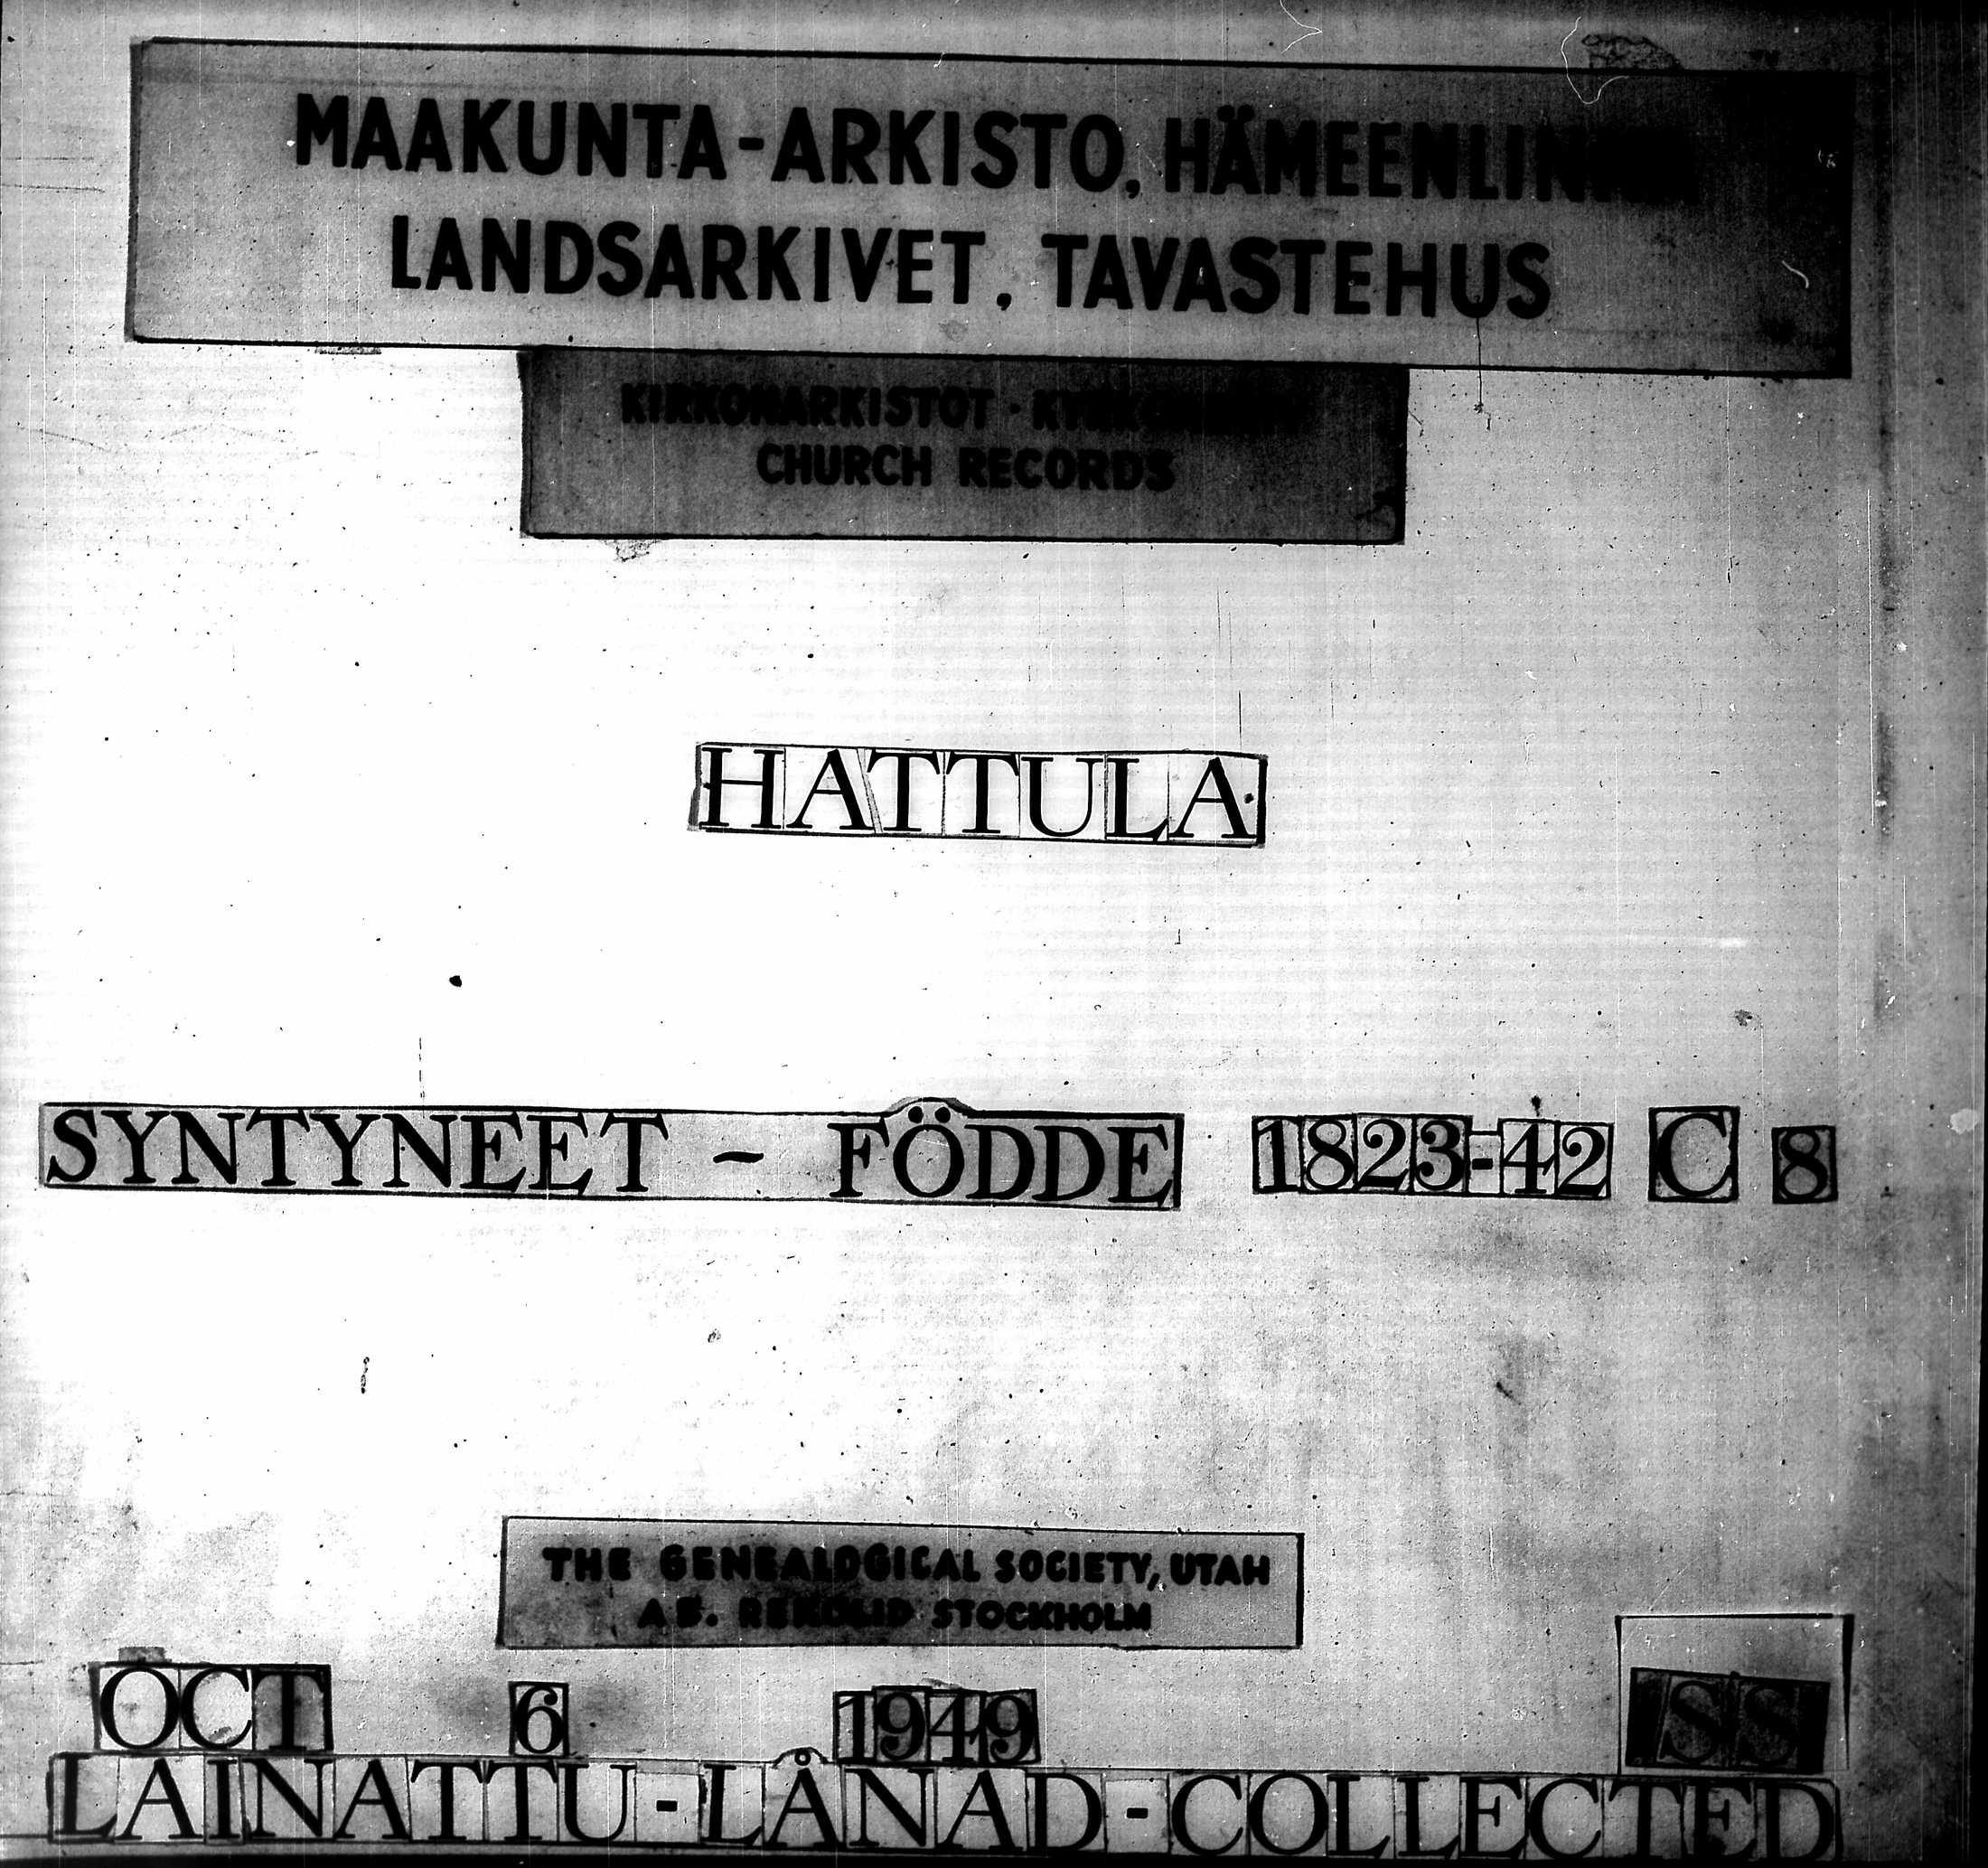 MAAKUNTA-ARKISTO, HÄMEENLINNA
LANDSARKIVET, TAVASTEHUS
KIRKONARKISTOT ·
CHURCH RECORDS
HATTULA
SYNTYNEET - FÖDDE 1823-42 C 8
THE GENEALOGICAL SOCIETY, UTAH
A.B. REKOLID STOCKHOLM
OCT 6 1949 SS
LAINATTU-LÅNAD-COLLECTED